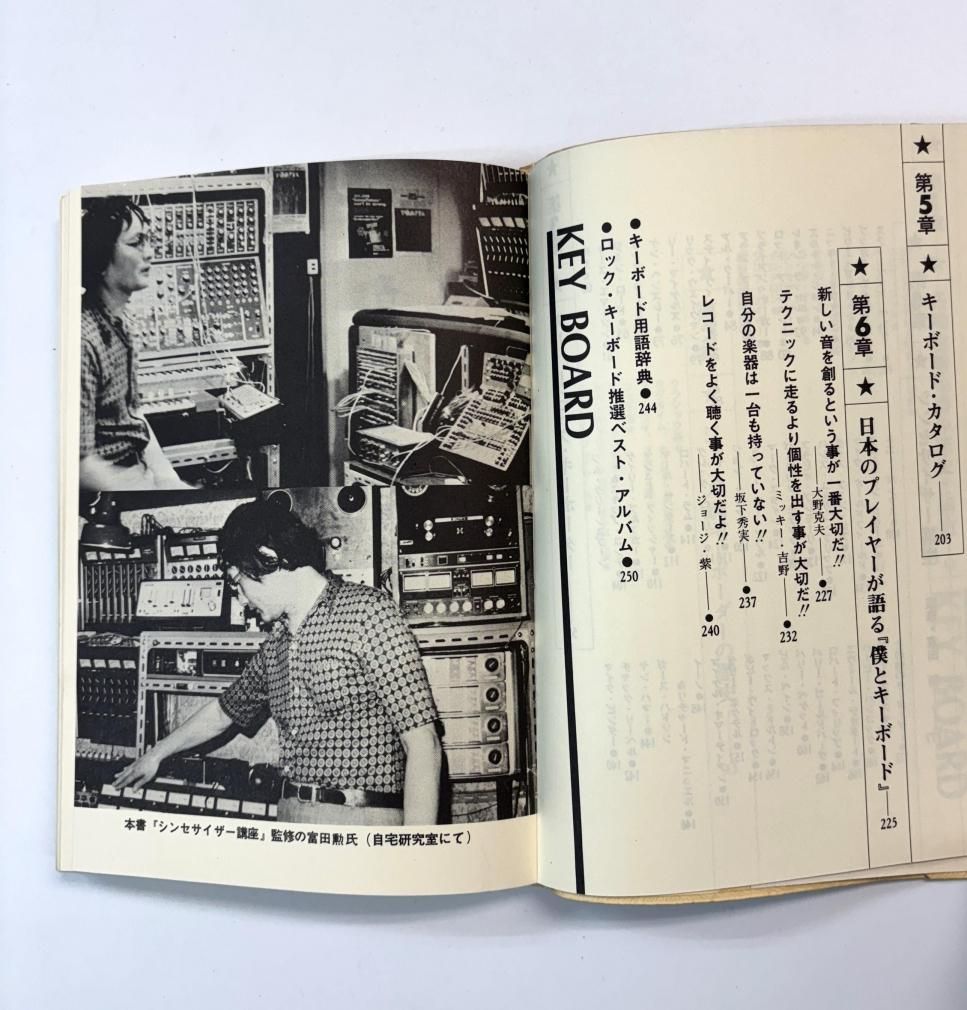 ★
第5章
★
キーボード・カタログ――203
★
第6章
★
日本のプレイヤーが語る『僕とキーボード』――225
新しい音を創るという事が一番大切だ!!
大野克夫●227
テクニックに走るより個性を出す事が大切だ!!
――ミッキー・吉野――●232
自分の楽器は一台も持っていない!!
――坂下秀実――●237
レコードをよく聴く事が大切だよ!!
――ジョージ・紫――●240
●キーボード用語辞典●244
●ロック・キーボード推選ベスト・アルバム●250
KEY BOARD
本書『シンセサイザー講座』監修の富田勲氏(自宅研究室にて)